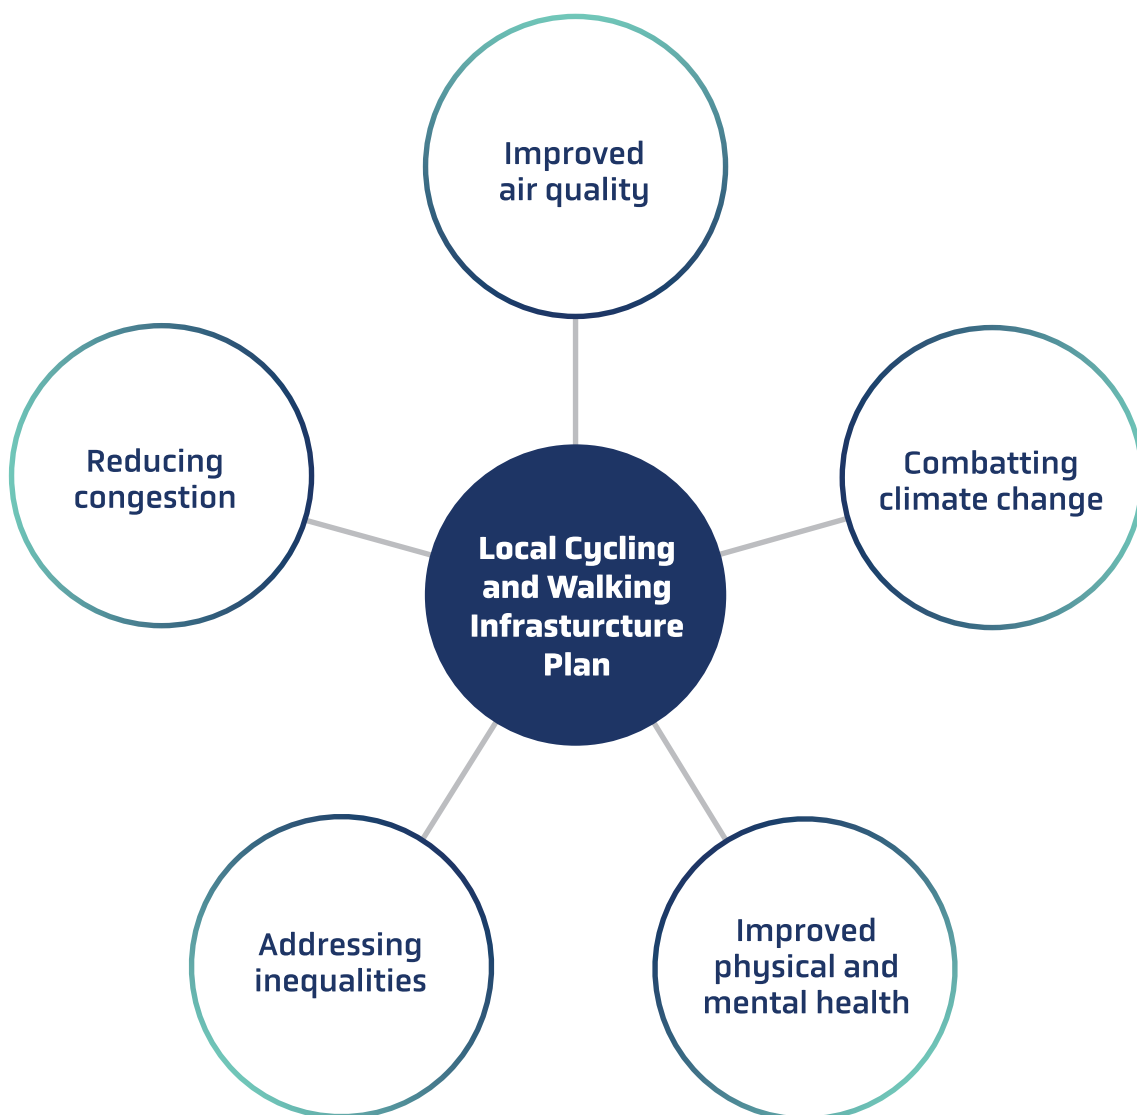 Improved
air quality
Reducing
congestion
Combatting
climate change
Local Cycling
and Walking
Infrasturcture
Plan
Addressing
inequalities
Improved
physical and
mental health